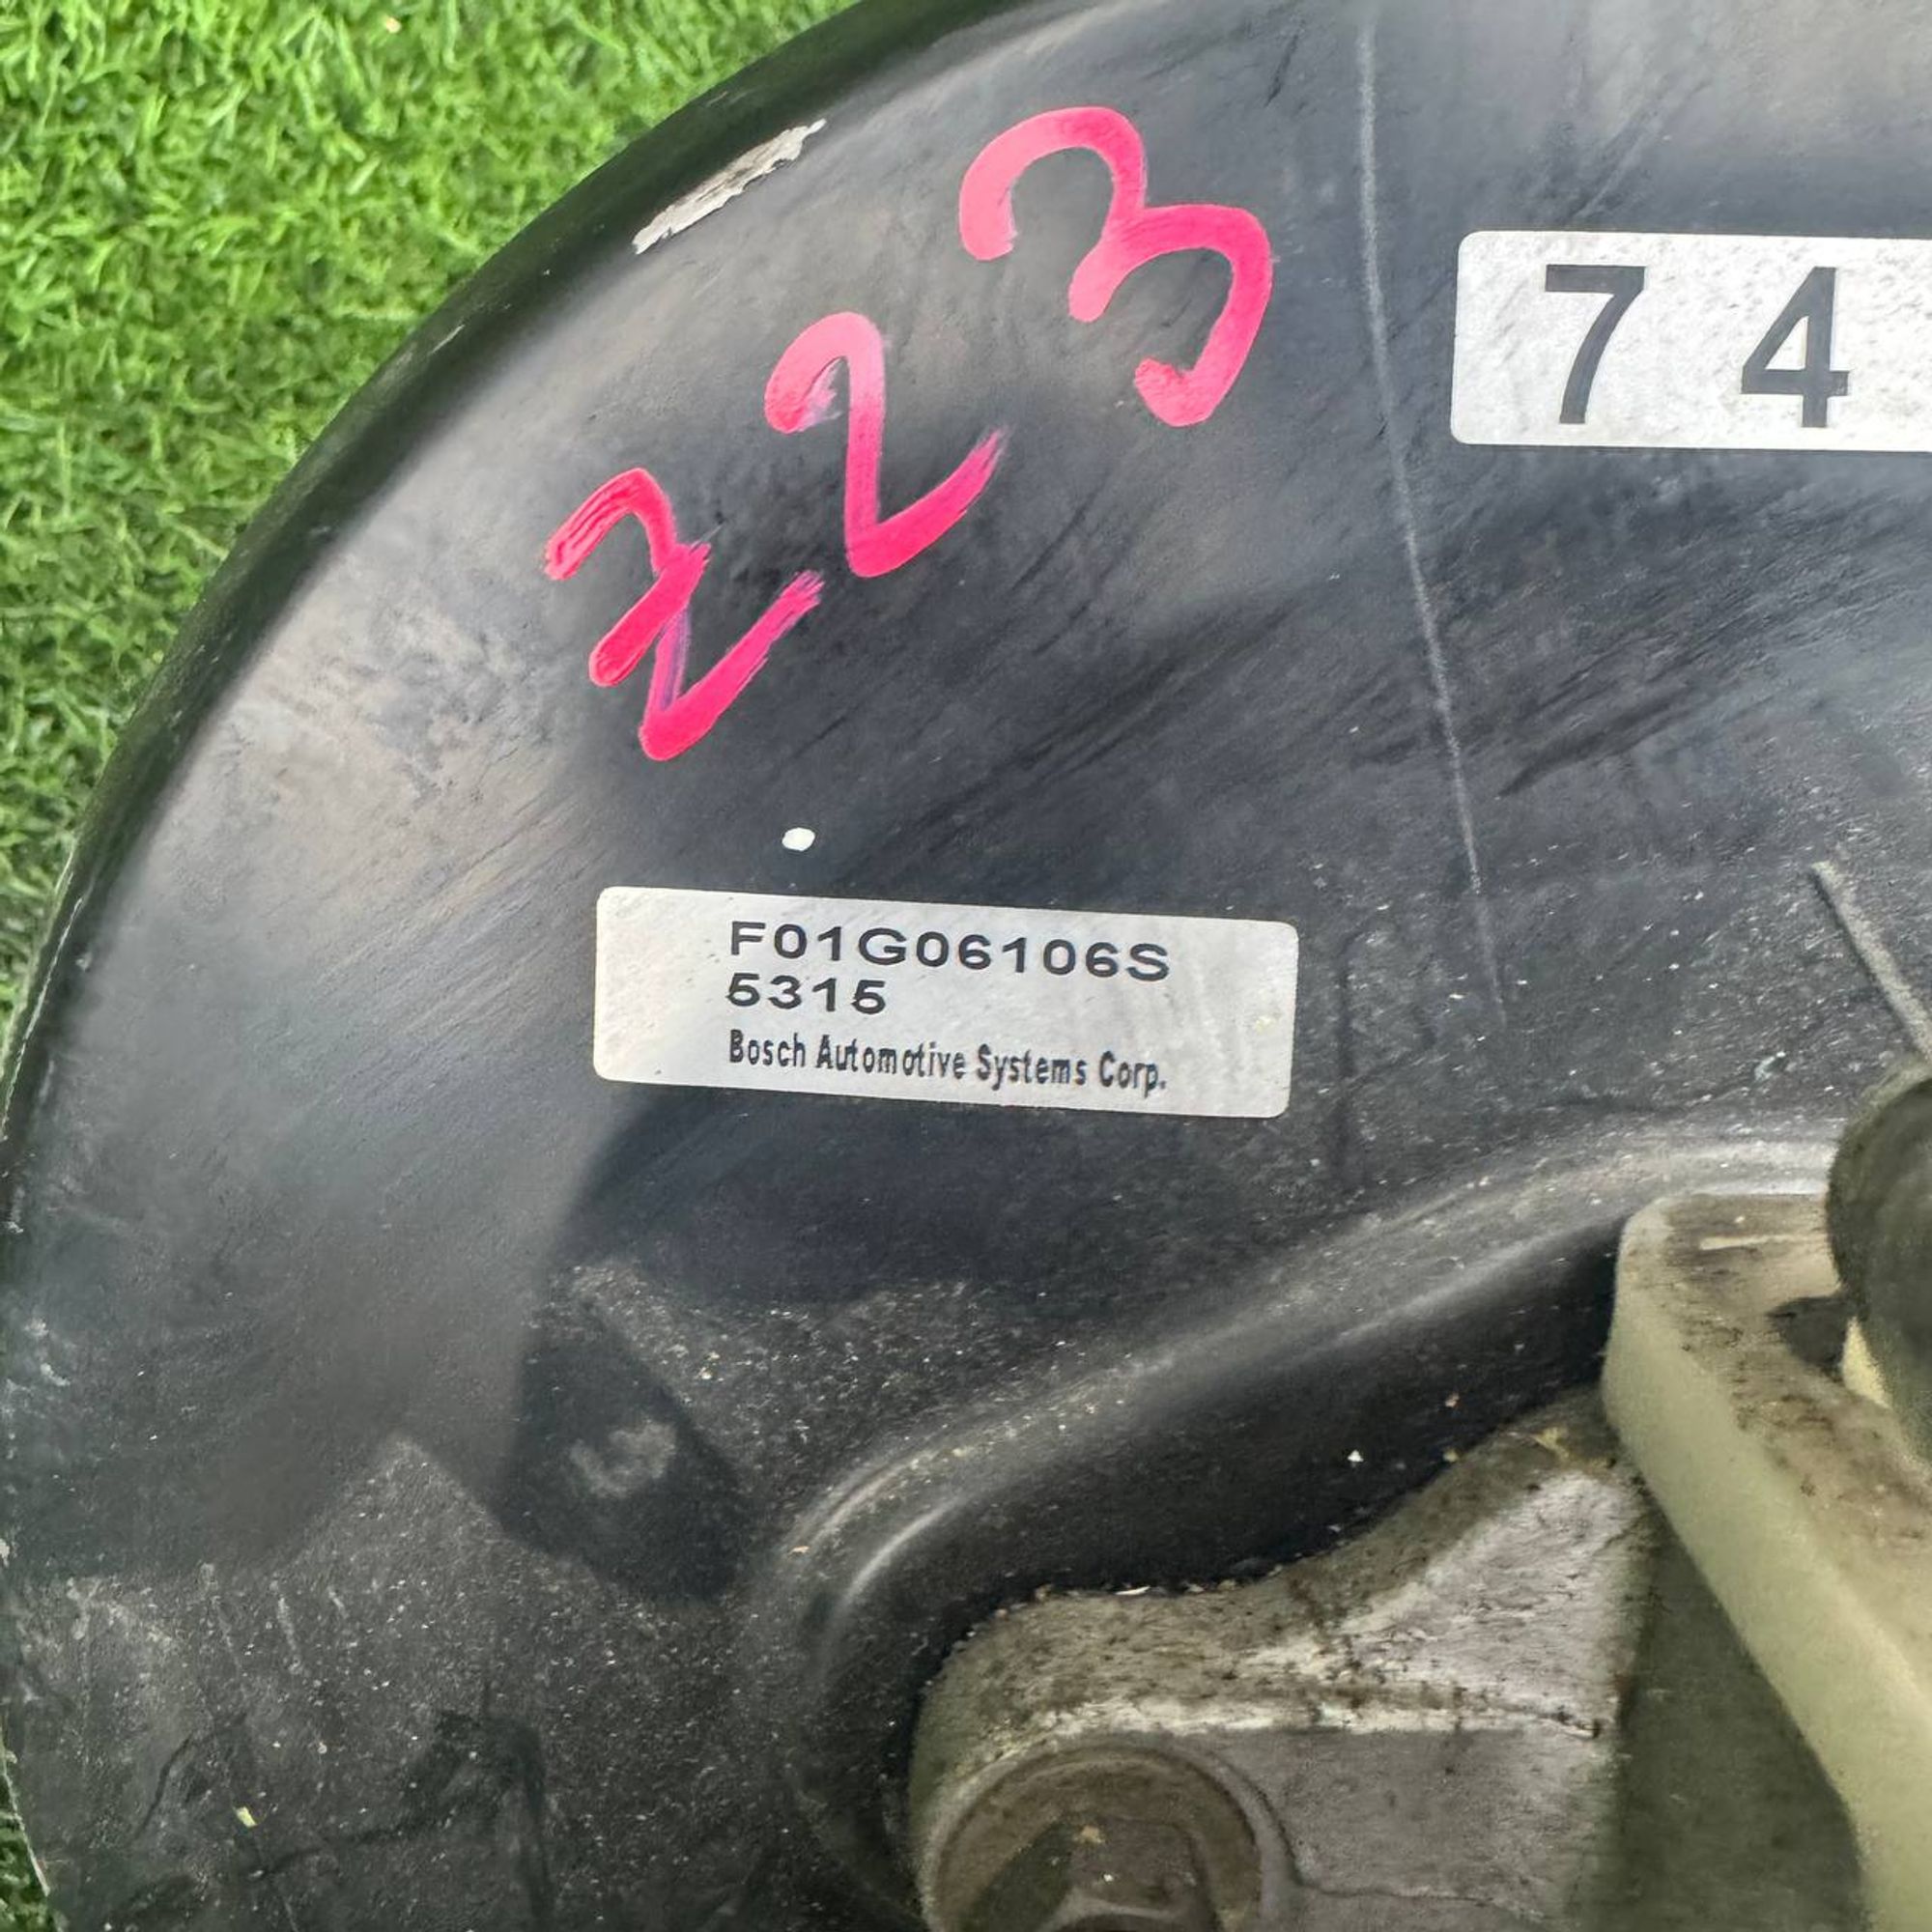 223
74
F01G06106S
5315
Bosch Automotive Systems Corp.